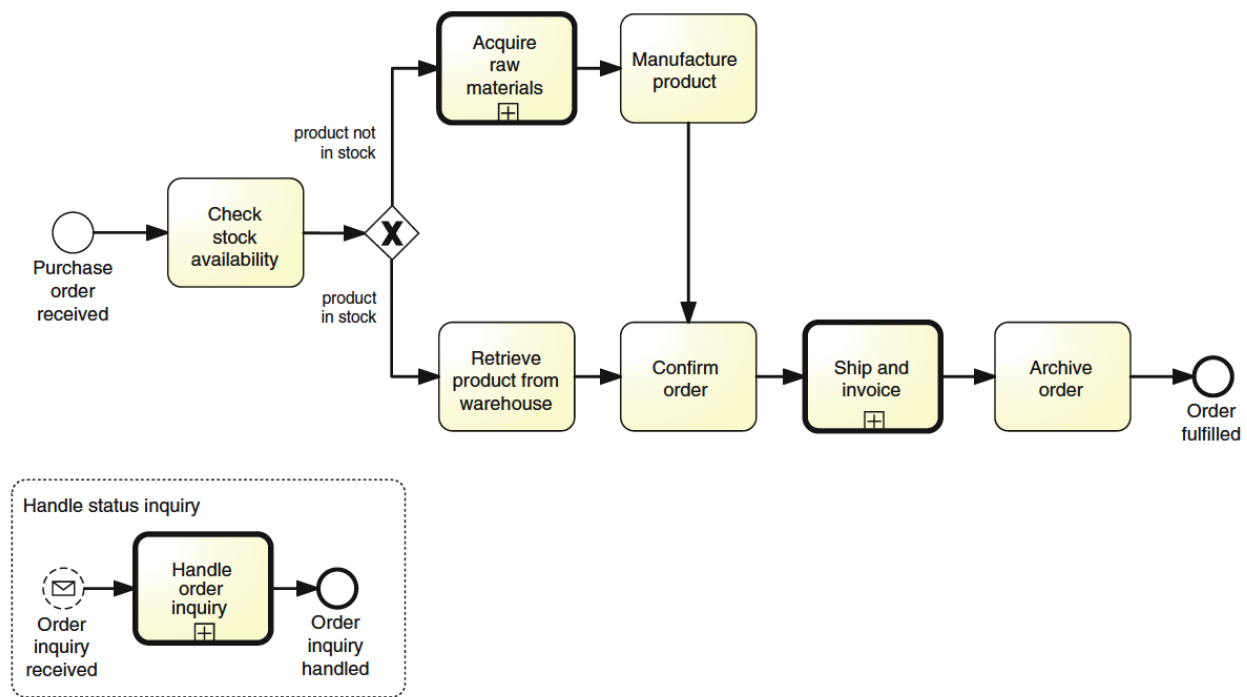 Acquire
raw
materials
Manufacture
product
product not
in stock
Check
stock
availability
X
Purchase
order
received
product
in stock
Retrieve
product from
warehouse
Confirm
order
Ship and
invoice
Archive
order
Order
fulfilled
Handle status inquiry
Handle
order
inquiry
Order
inquiry
received
Order
inquiry
handled